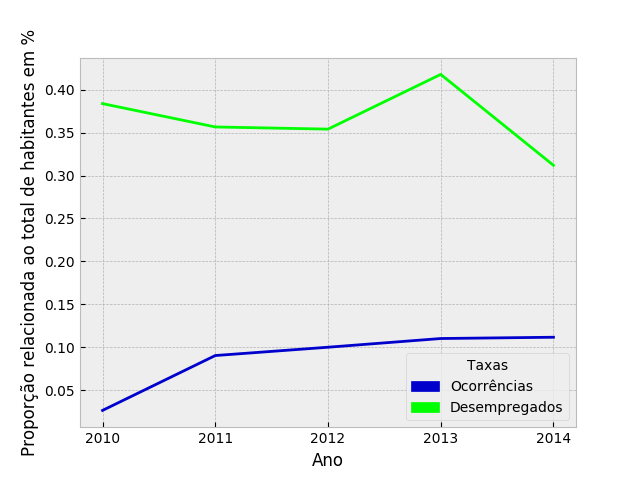 Proporção relacionada ao total de habitantes em %
0.40
0.35
0.30
0.25
0.20
0.15
0.10
0.05
Taxas
Ocorrências
Desempregados
2010 2011 2012 2013 2014
Ano